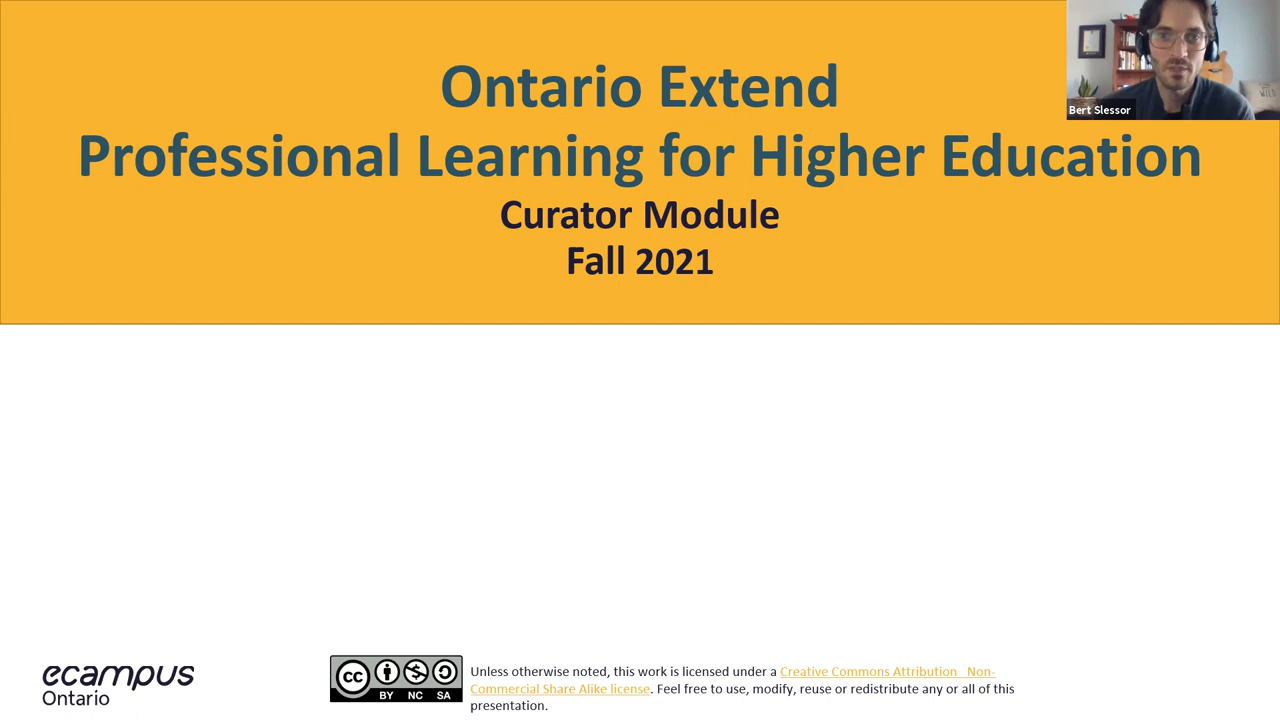 Ontario Extend
Professional Learning for Higher Education
Curator Module
Fall 2021
Bert Slessor
ecampus
Ontario
cc
BY NC SA
Unless otherwise noted, this work is licensed under a Creative Commons Attribution Non-
Commercial Share Alike license. Feel free to use, modify, reuse or redistribute any or all of this
presentation.